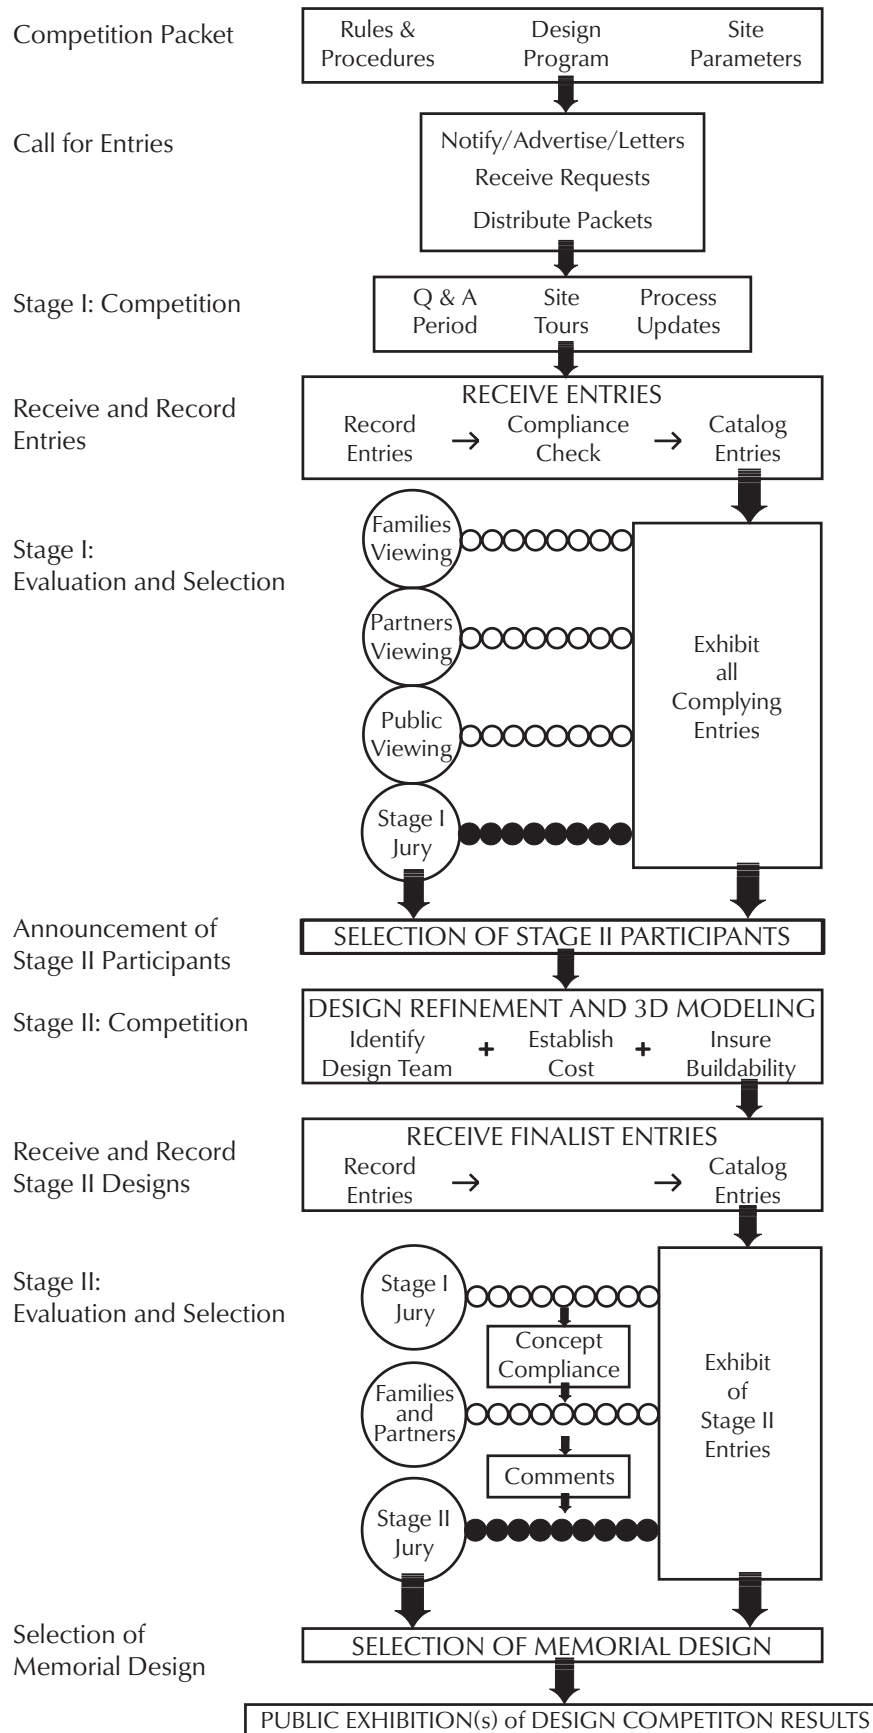 Competition Packet
Rules &
Procedures
Design
Program
Site
Parameters
Call for Entries
Notify/Advertise/Letters
Receive Requests
Distribute Packets
Stage I: Competition
Q & A
Period
Site
Tours
Process
Updates
Receive and Record
Entries
RECEIVE ENTRIES
Record
Entries
→
Compliance
Check
→
Catalog
Entries
Stage I:
Evaluation and Selection
Families
Viewing
Partners
Viewing
Public
Viewing
Stage I
Jury
Exhibit
all
Complying
Entries
Announcement of
Stage II Participants
SELECTION OF STAGE II PARTICIPANTS
Stage II: Competition
DESIGN REFINEMENT AND 3D MODELING
Identify
Design Team
+
Establish
Cost
+
Insure
Buildability
Receive and Record
Stage II Designs
RECEIVE FINALIST ENTRIES
Record
Entries
→
→
Catalog
Entries
Stage II:
Evaluation and Selection
Stage I
Jury
Concept
Compliance
Families
and
Partners
Comments
Stage II
Jury
Exhibit
of
Stage II
Entries
Selection of
Memorial Design
SELECTION OF MEMORIAL DESIGN
PUBLIC EXHIBITION(s) of DESIGN COMPETITON RESULTS